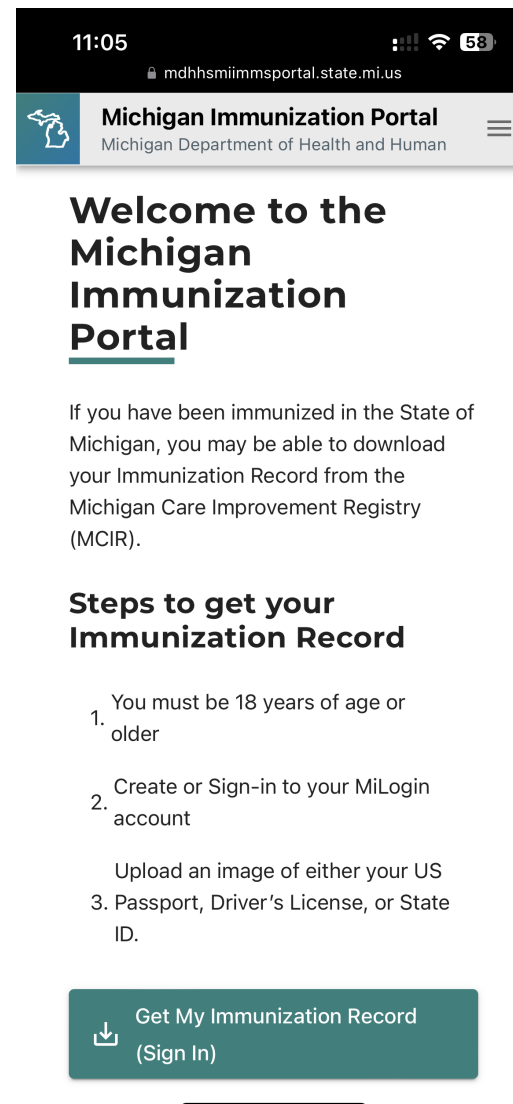 11:05
58
mdhhsmiimmsportal.state.mi.us
Michigan Immunization Portal
Michigan Department of Health and Human
Welcome to the
Michigan
Immunization
Portal
If you have been immunized in the State of
Michigan, you may be able to download
your Immunization Record from the
Michigan Care Improvement Registry
(MCIR).
Steps to get your
Immunization Record
1. You must be 18 years of age or
older
2. Create or Sign-in to your MiLogin
account
Upload an image of either your US
3. Passport, Driver’s License, or State
ID.
Get My Immunization Record
(Sign In)